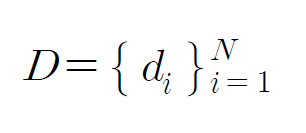 D = { d_i }_{i=1}^{N}